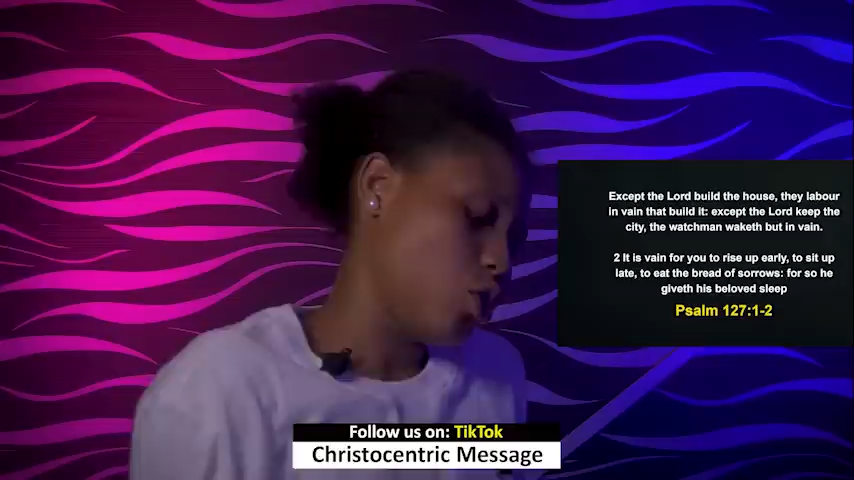 Except the Lord build the house, they labour
in vain that build it: except the Lord keep the
city, the watchman waketh but in vain.
2 It is vain for you to rise up early, to sit up
late, to eat the bread of sorrows: for so he
giveth his beloved sleep
Psalm 127:1-2
Follow us on: TikTok
Christocentric Message